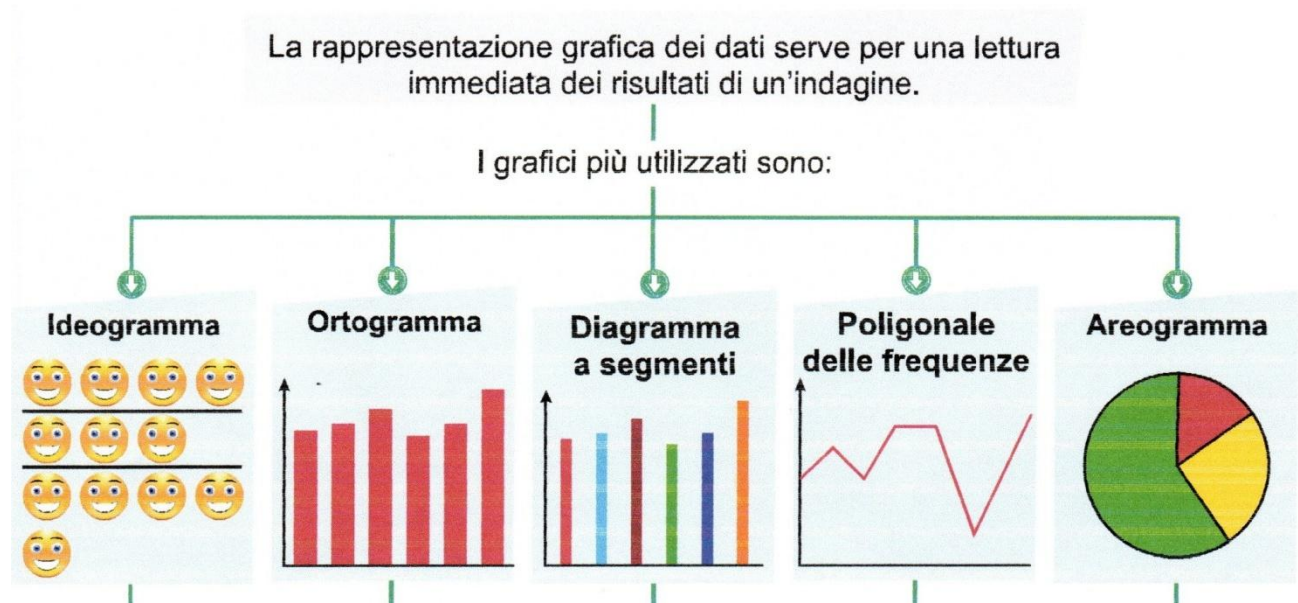 La rappresentazione grafica dei dati serve per una lettura
immediata dei risultati di un'indagine.
I grafici più utilizzati sono:
Ideogramma
Ortogramma
Diagramma
a segmenti
Poligonale
delle frequenze
Areogramma